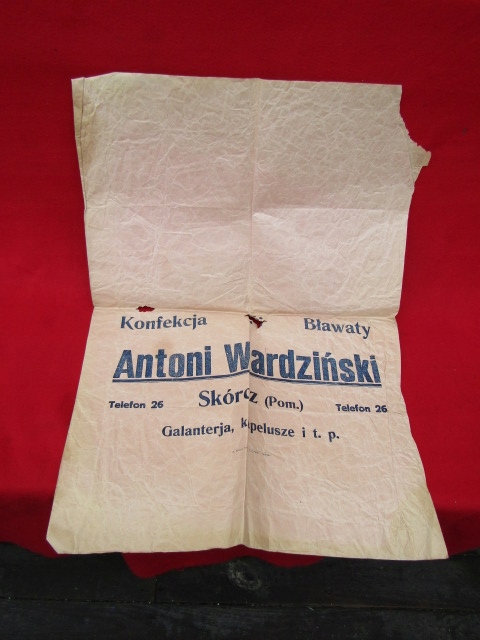 Konfekcja Bławaty
Antoni Wardziński
Telefon 26 Skórcz (Pom.) Telefon 26
Galanterja, Kapelusze i t. p.